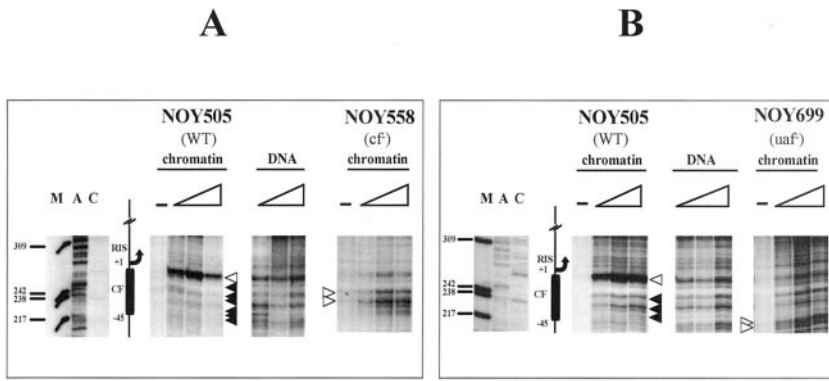 A
B
NOY505
(WT)
chromatin
DNA
NOY558
(cf-)
chromatin
M A C
309
242
238
217
RIS
+1
CF
-45
NOY505
(WT)
chromatin
DNA
NOY699
(uaf-)
chromatin
M A C
309
242
238
217
RIS
+1
CF
-45